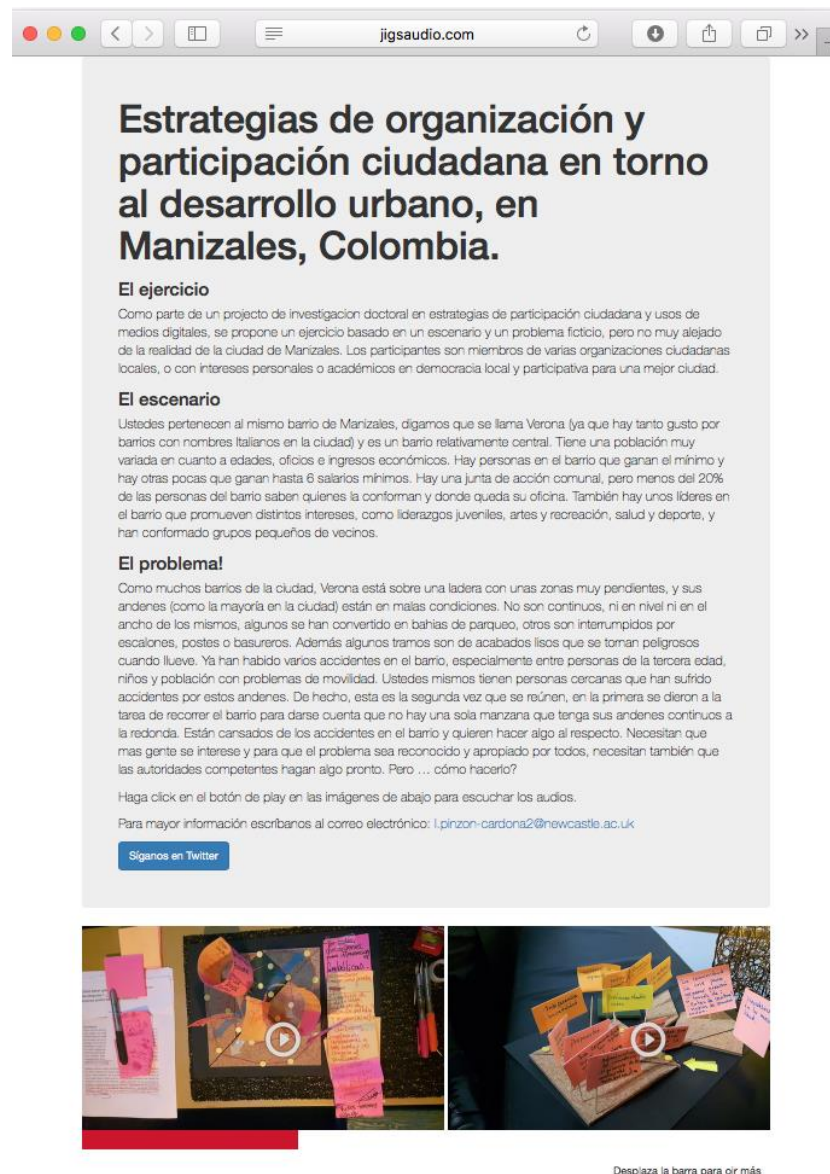 jigsaudio.com
Estrategias de organización y
participación ciudadana en torno
al desarrollo urbano, en
Manizales, Colombia.
El ejercicio
Como parte de un projecto de investigacion doctoral en estrategias de participación ciudadana y usos de
medios digitales, se propone un ejercicio basado en un escenario y un problema ficticio, pero no muy alejado
de la realidad de la ciudad de Manizales. Los participantes son miembros de varias organizaciones ciudadanas
locales, o con intereses personales o académicos en democracia local y participativa para una mejor ciudad.
El escenario
Ustedes pertenecen al mismo barrio de Manizales, digamos que se llama Verona (ya que hay tanto gusto por
barrios con nombres Italianos en la ciudad) y es un barrio relativamente central. Tiene una población muy
variada en cuanto a edades, oficios e ingresos económicos. Hay personas en el barrio que ganan el mínimo y
hay otras pocas que ganan hasta 6 salarios mínimos. Hay una junta de acción comunal, pero menos del 20%
de las personas del barrio saben quienes la conforman y donde queda su oficina. También hay unos líderes en
el barrio que promueven distintos intereses, como liderazgos juveniles, artes y recreación, salud y deporte, y
han conformado grupos pequeños de vecinos.
El problema!
Como muchos barrios de la ciudad, Verona está sobre una ladera con unas zonas muy pendientes, y sus
andenes (como la mayoría en la ciudad) están en malas condiciones. No son continuos, ni en nivel ni en el
ancho de los mismos, algunos se han convertido en bahias de parqueo, otros son interrumpidos por
escalones, postes o basureros. Además algunos tramos son de acabados lisos que se tornan peligrosos
cuando llueve. Ya han habido varios accidentes en el barrio, especialmente entre personas de la tercera edad,
niños y población con problemas de movilidad. Ustedes mismos tienen personas cercanas que han sufrido
accidentes por estos andenes. De hecho, esta es la segunda vez que se reúnen, en la primera se dieron a la
tarea de recorrer el barrio para darse cuenta que no hay una sola manzana que tenga sus andenes continuos a
la redonda. Están cansados de los accidentes en el barrio y quieren hacer algo al respecto. Necesitan que
mas gente se interese y para que el problema sea reconocido y apropiado por todos, necesitan también que
las autoridades competentes hagan algo pronto. Pero … cómo hacerlo?
Haga click en el botón de play en las imágenes de abajo para escuchar los audios.
Para mayor información escríbanos al correo electrónico: l.pinzon-cardona2@newcastle.ac.uk
Síganos en Twitter
Desplaza la barra para oir más